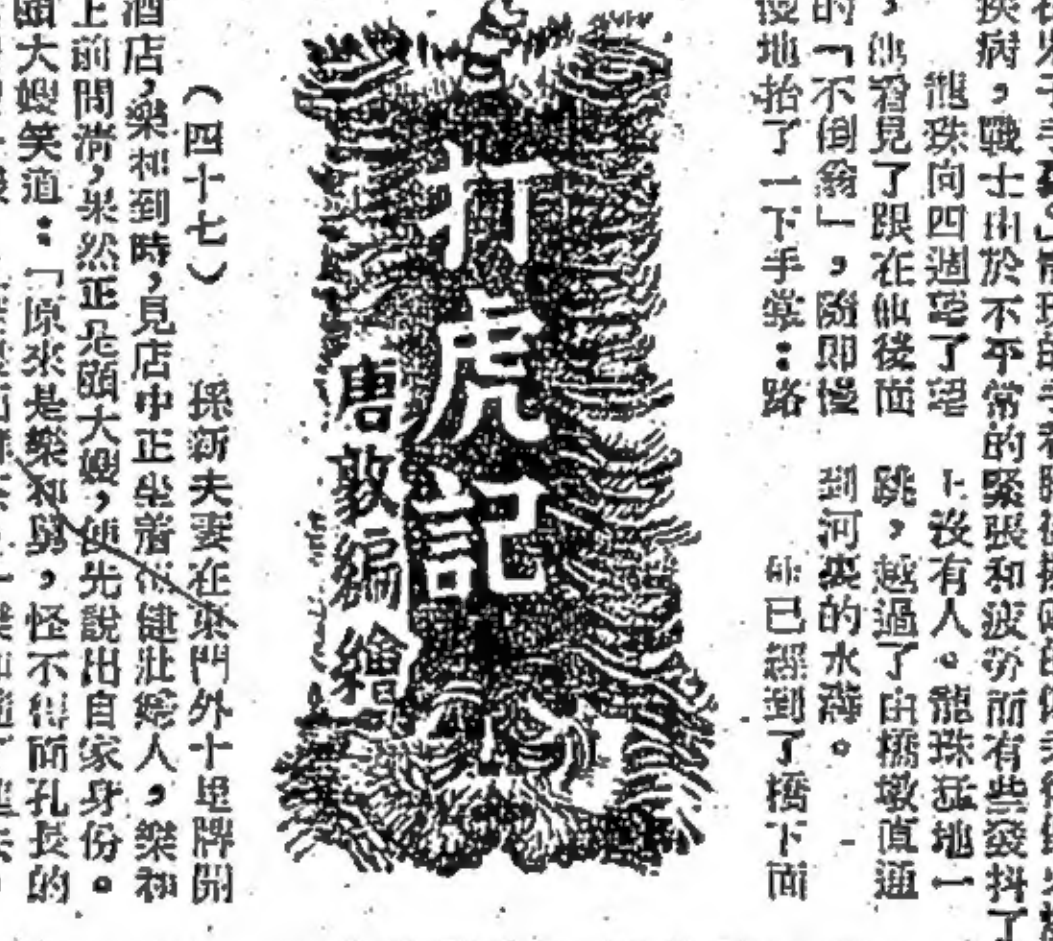 疾病，戰士由於不平常的緊張和疲勞而有些發抖了
龍珠向四週望了望
上沒有人。龍珠猛地一
，他看見了跟在他後面
跳，越過了由橋墩直通
的「不倒翁」，隨即慢
到河裏的水溝。
慢地抬了一下手掌：路
他已經到了橋下面
打虎記
唐敦編繪
(四十七)
孫新夫妻在東門外十里牌開
酒店，樂和到時，見店中正坐着個健壯婦人，樂和
上前問淸，果然正是顧大嫂，便先說出自家身份。
顧大嫂笑道：「原來是樂和舅，怪不得面孔長的